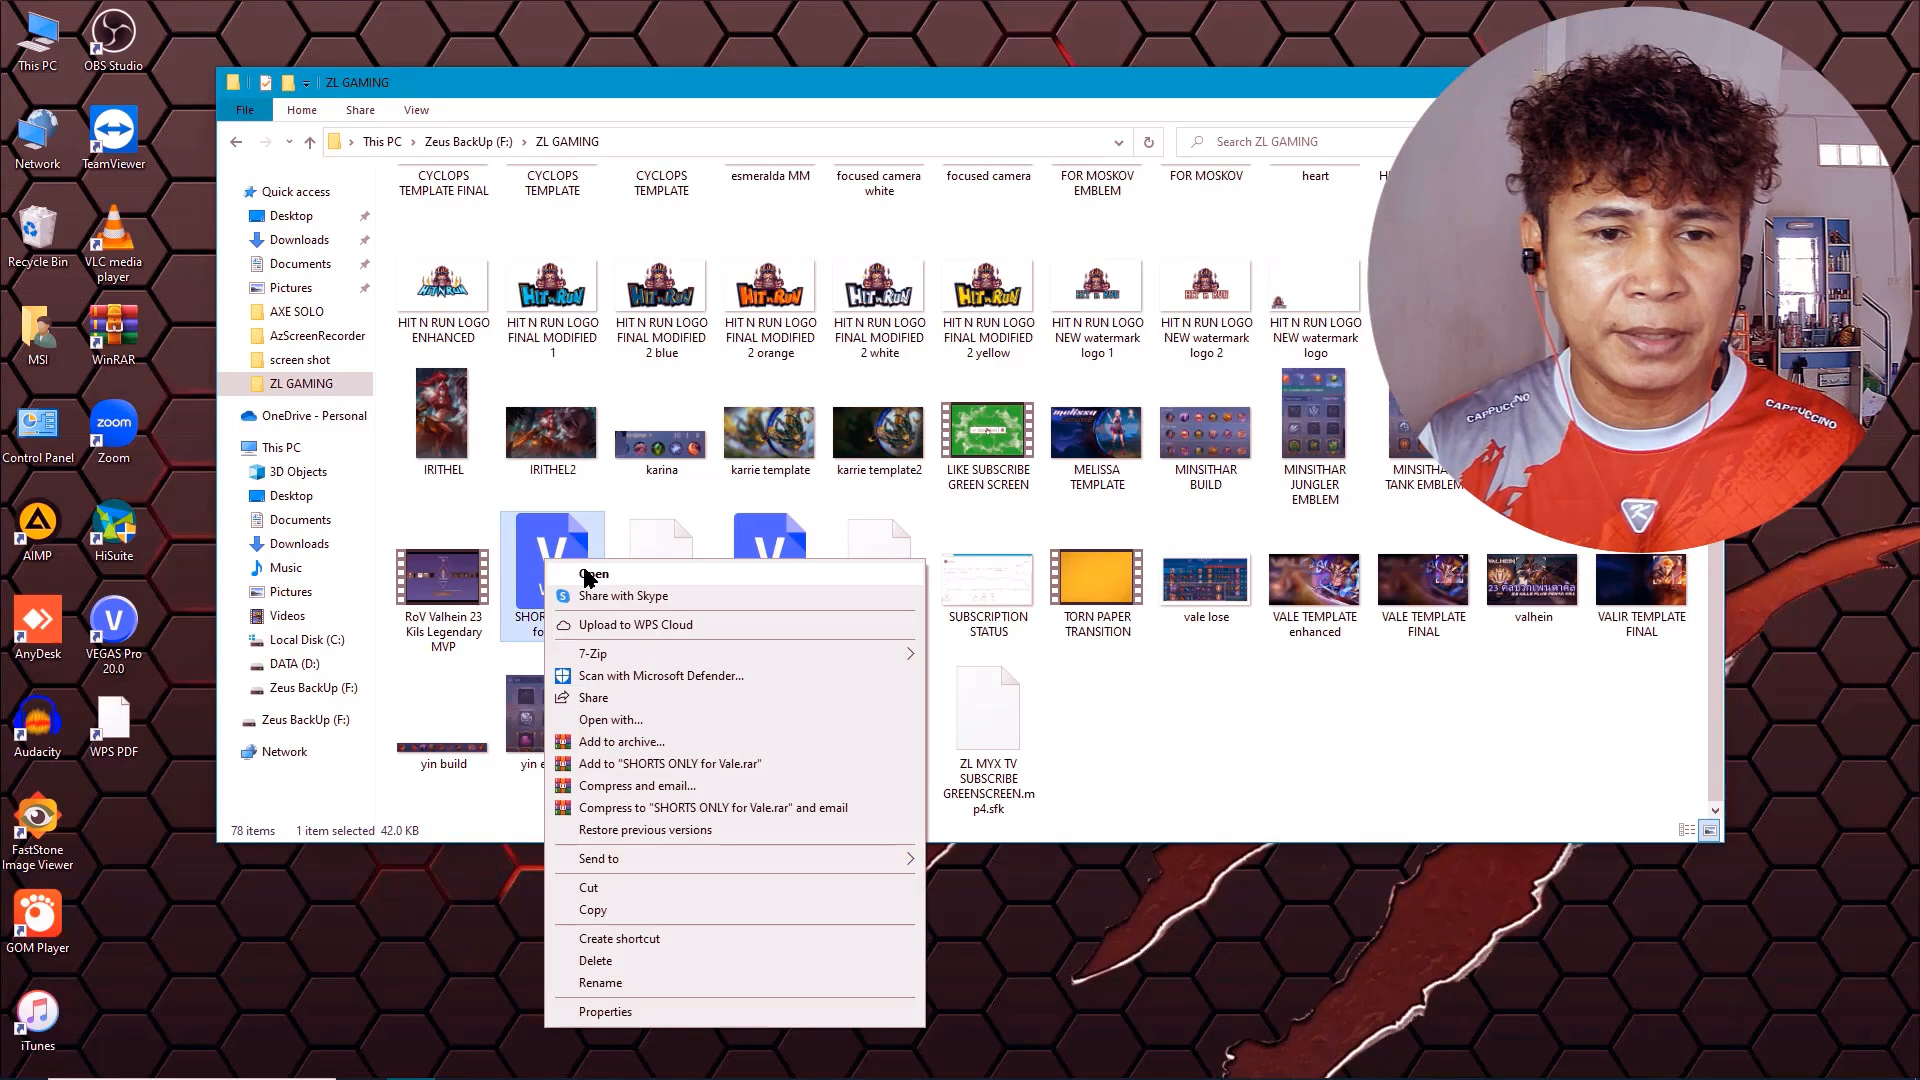 This PC
OBS Studio
Network
TeamViewer
Recycle Bin
VLC media
player
MSI
WinRAR
Control Panel
zoom
Zoom
AIMP
HiSuite
AnyDesk
VEGAS Pro
20.0
Audacity
WPS PDF
FastStone
Image Viewer
GOM Player
iTunes
ZL GAMING
File
Home
Share
View
This PC
Zeus BackUp (F:)
ZL GAMING
Search ZL GAMING
Quick access
Desktop
Downloads
Documents
Pictures
AXE SOLO
AzScreenRecorder
screen shot
ZL GAMING
OneDrive - Personal
This PC
3D Objects
Desktop
Documents
Downloads
Music
Pictures
Videos
Local Disk (C:)
DATA (D:)
Zeus BackUp (F:)
Zeus BackUp (F:)
Network
CYCLOPS
TEMPLATE FINAL
CYCLOPS
TEMPLATE
CYCLOPS
TEMPLATE
esmeralda MM
focused camera
white
focused camera
FOR MOSKOV
EMBLEM
FOR MOSKOV
heart
HIT N RUN LOGO
ENHANCED
HIT N RUN LOGO
FINAL MODIFIED
1
HIT N RUN LOGO
FINAL MODIFIED
2 blue
HIT N RUN LOGO
FINAL MODIFIED
2 orange
HIT N RUN LOGO
FINAL MODIFIED
2 white
HIT N RUN LOGO
FINAL MODIFIED
2 yellow
HIT N RUN LOGO
NEW watermark
logo 1
HIT N RUN LOGO
NEW watermark
logo 2
HIT N RUN LOGO
NEW watermark
logo
IRITHEL
IRITHEL2
karina
karrie template
karrie template2
LIKE SUBSCRIBE
GREEN SCREEN
MELISSA
TEMPLATE
MINSITHAR
BUILD
MINSITHAR
JUNGLER
EMBLEM
MINSITHA
TANK EMBLEM
RoV Valhein 23
Kils Legendary
MVP
SHOR
fo
SUBSCRIPTION
STATUS
TORN PAPER
TRANSITION
vale lose
VALE TEMPLATE
enhanced
VALE TEMPLATE
FINAL
valhein
VALIR TEMPLATE
FINAL
yin build
yin e
ZL MYX TV
SUBSCRIBE
GREENSCREEN.m
p4.sfk
Open
Share with Skype
Upload to WPS Cloud
7-Zip
Scan with Microsoft Defender...
Share
Open with...
Add to archive...
Add to "SHORTS ONLY for Vale.rar"
Compress and email...
Compress to "SHORTS ONLY for Vale.rar" and email
Restore previous versions
Send to
Cut
Copy
Create shortcut
Delete
Rename
Properties
78 items
1 item selected
42.0 KB
CAPPUCCINO